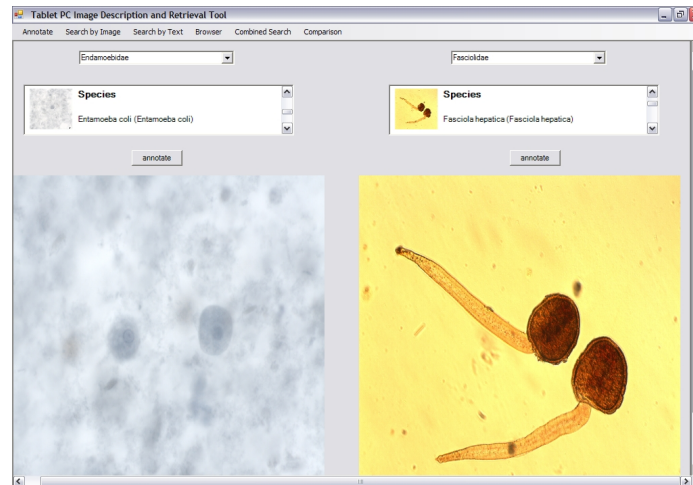 Tablet PC Image Description and Retrieval Tool
Annotate Search by Image Search by Text Browser Combined Search Comparison
Endamoebidae
Fasciolidae
Species
Entamoeba coli (Entamoeba coli)
Species
Fasciola hepatica (Fasciola hepatica)
annotate
annotate